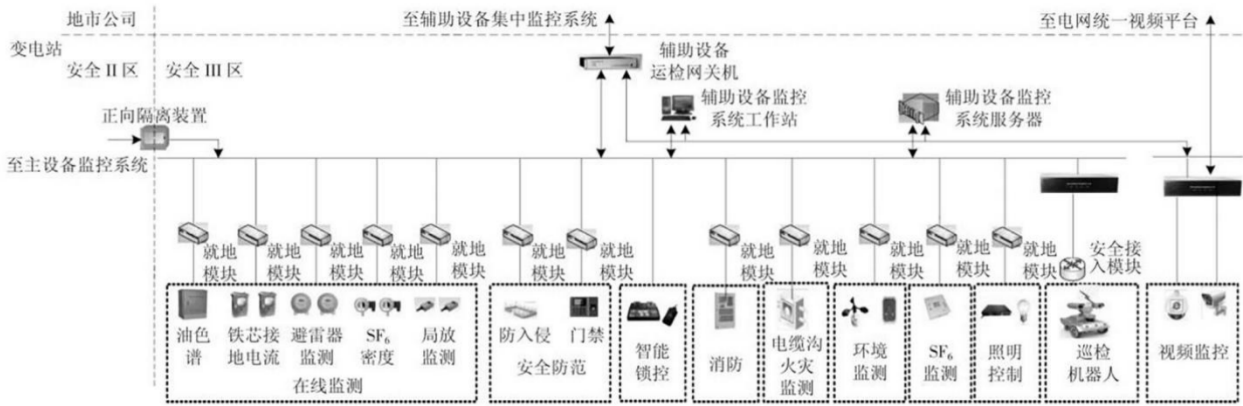 地市公司
至辅助设备集中监控系统
至电网统一视频平台
变电站
安全 II 区
安全 III 区
辅助设备
运检网关机
正向隔离装置
辅助设备监控
系统工作站
辅助设备监控
系统服务器
至主设备监控系统
就地
模块
就地
模块
就地
模块
就地
模块
就地
模块
就地
模块
就地
模块
就地
模块
就地
模块
就地
模块
就地
模块
就地
模块
安全接
入模块
油色
谱
铁芯接
地电流
避雷器
监测
SF₆
密度
局放
监测
在线监测
防入侵
门禁
安全防范
智能
锁控
消防
电缆沟
火灾
监测
环境
监测
SF₆
监测
照明
控制
巡检
机器人
视频监控